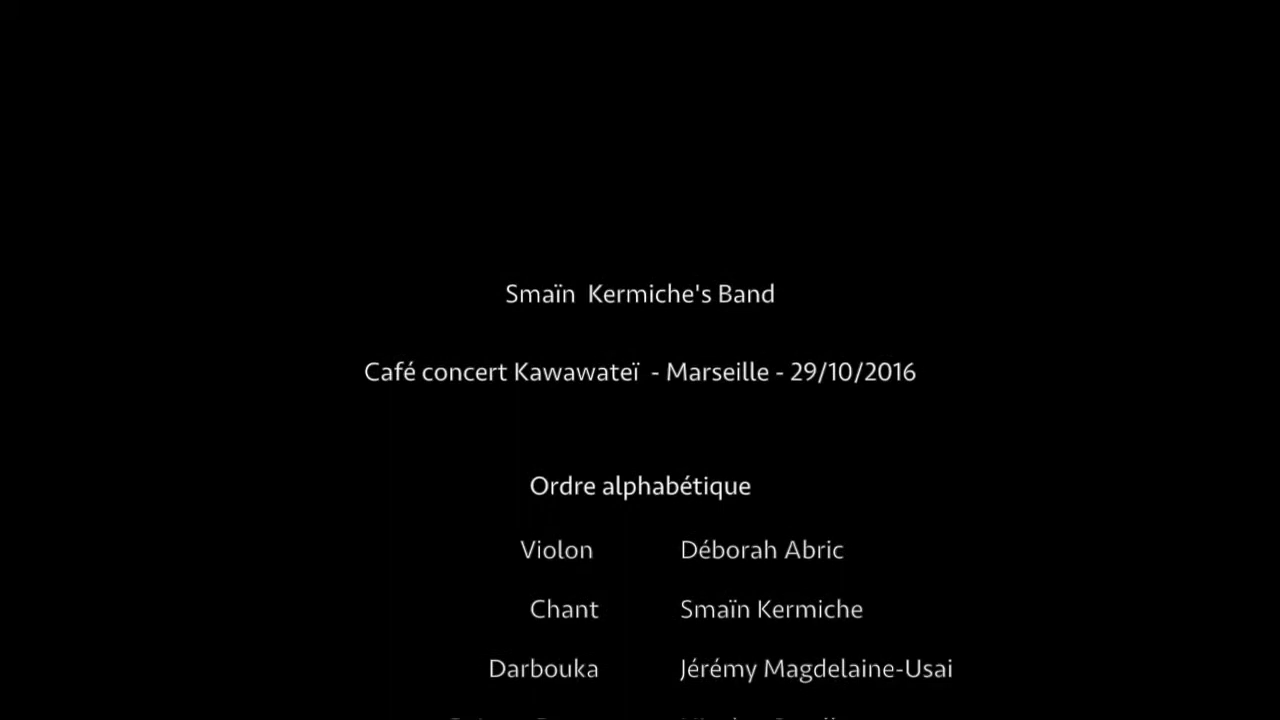 Smaïn Kermiche's Band
Café concert Kawawateï - Marseille - 29/10/2016
Ordre alphabétique
Violon Déborah Abric
Chant Smaïn Kermiche
Darbouka Jérémy Magdelaine-Usai